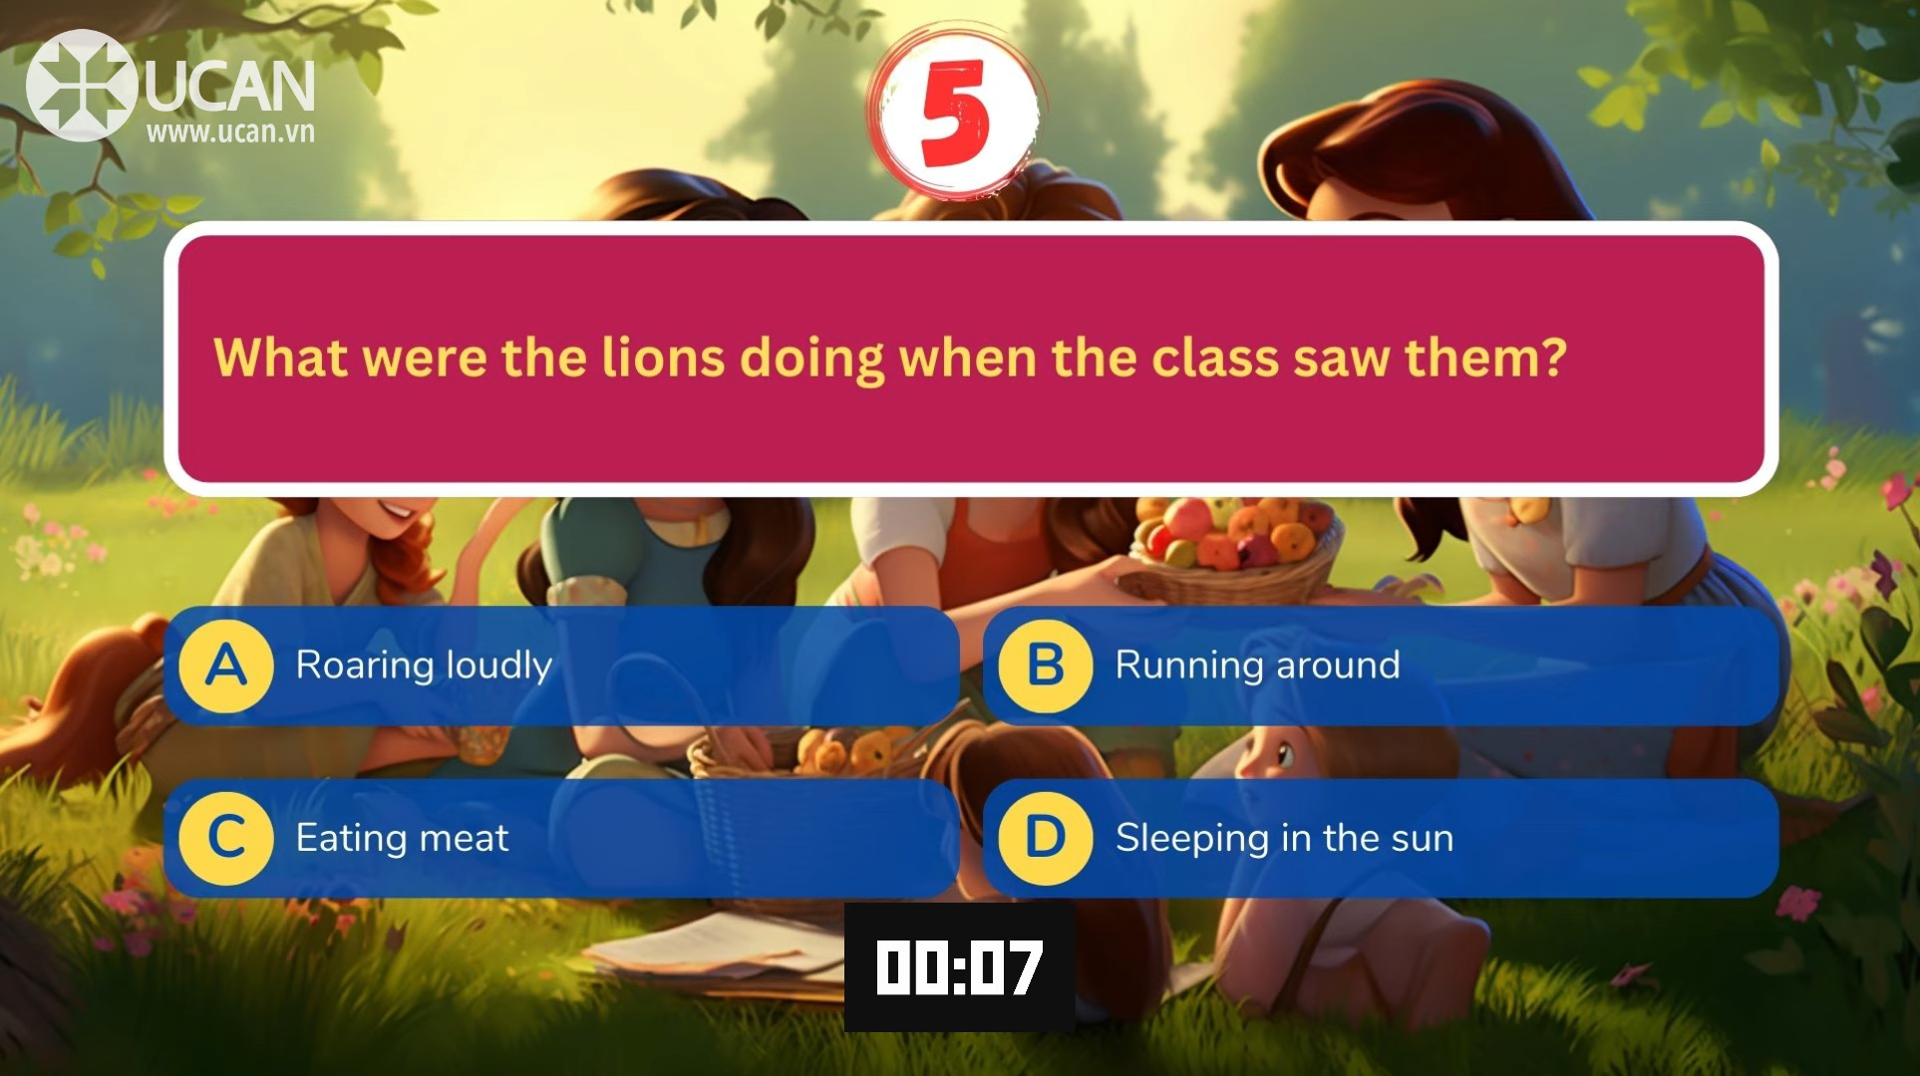 UCAN
www.ucan.vn
5
What were the lions doing when the class saw them?
A Roaring loudly
B Running around
C Eating meat
D Sleeping in the sun
00:07